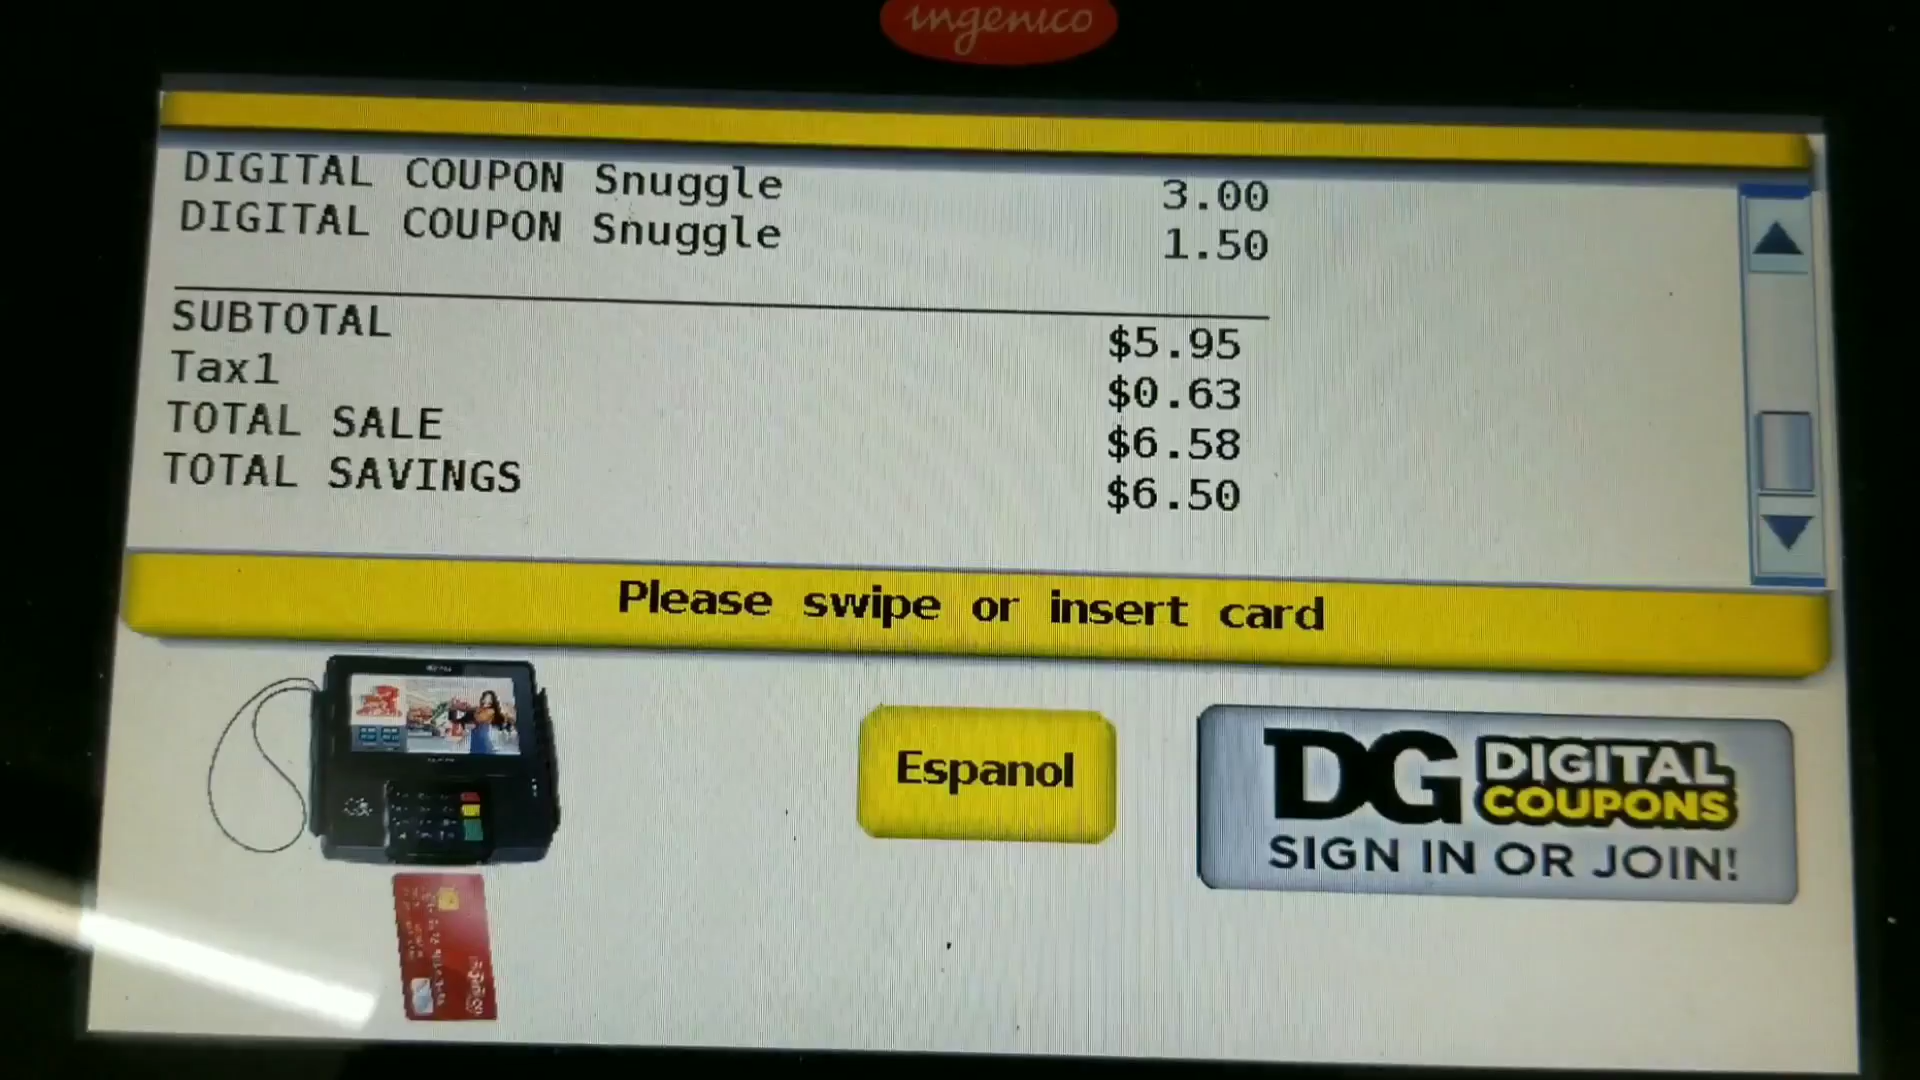 ingenico
DIGITAL COUPON Snuggle 3.00
DIGITAL COUPON Snuggle 1.50
SUBTOTAL $5.95
Tax1 $0.63
TOTAL SALE $6.58
TOTAL SAVINGS $6.50
Please swipe or insert card
Espanol
DG DIGITAL COUPONS
SIGN IN OR JOIN!